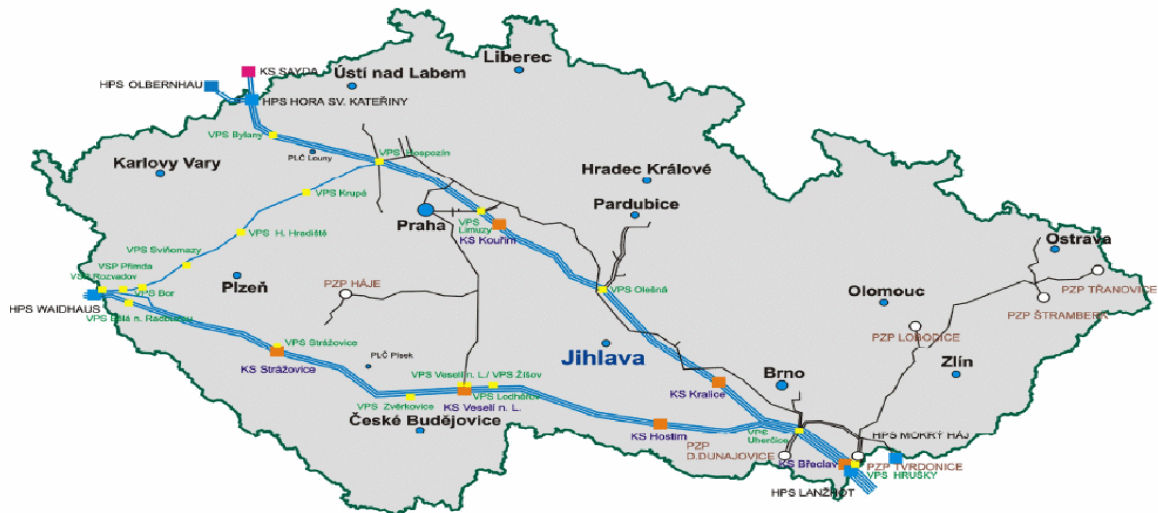 Liberec
KS SAYDA
Ústí nad Labem
HPS OLBERNHAU
HPS HORA SV. KATEŘINY
VPS Bylany
PLČ Louny
VPS Hospozín
Karlovy Vary
Hradec Králové
VPS Krupá
Pardubice
Praha
VPS
Limuzy
KS Kouřim
VPS H. Hradiště
Ostrava
VPS Sviňomazy
VSP Přimda
VSP Rozvadov
Plzeň
PZP HÁJE
VPS Olešná
PZP TŘANOVICE
VPS Bor
Olomouc
HPS WAIDHAUS
PZP ŠTRAMBERK
VPS Bělá n. Radbuzou
PZP LOBODICE
VPS Strážovice
Jihlava
KS Strážovice
PLČ Písek
Zlín
Brno
VPS Veselí n. L./ VPS Žíšov
KS Kralice
VPS Lodhéřov
VPS Zvěrkovice
KS Veselí n. L.
České Budějovice
KS Hostim
VPS
Uherčice
HPS MOKRÝ HÁJ
PZP
D.DUNAJOVICE
KS Břeclav
PZP TVRDONICE
VPS HRUŠKY
HPS LANŽHOT